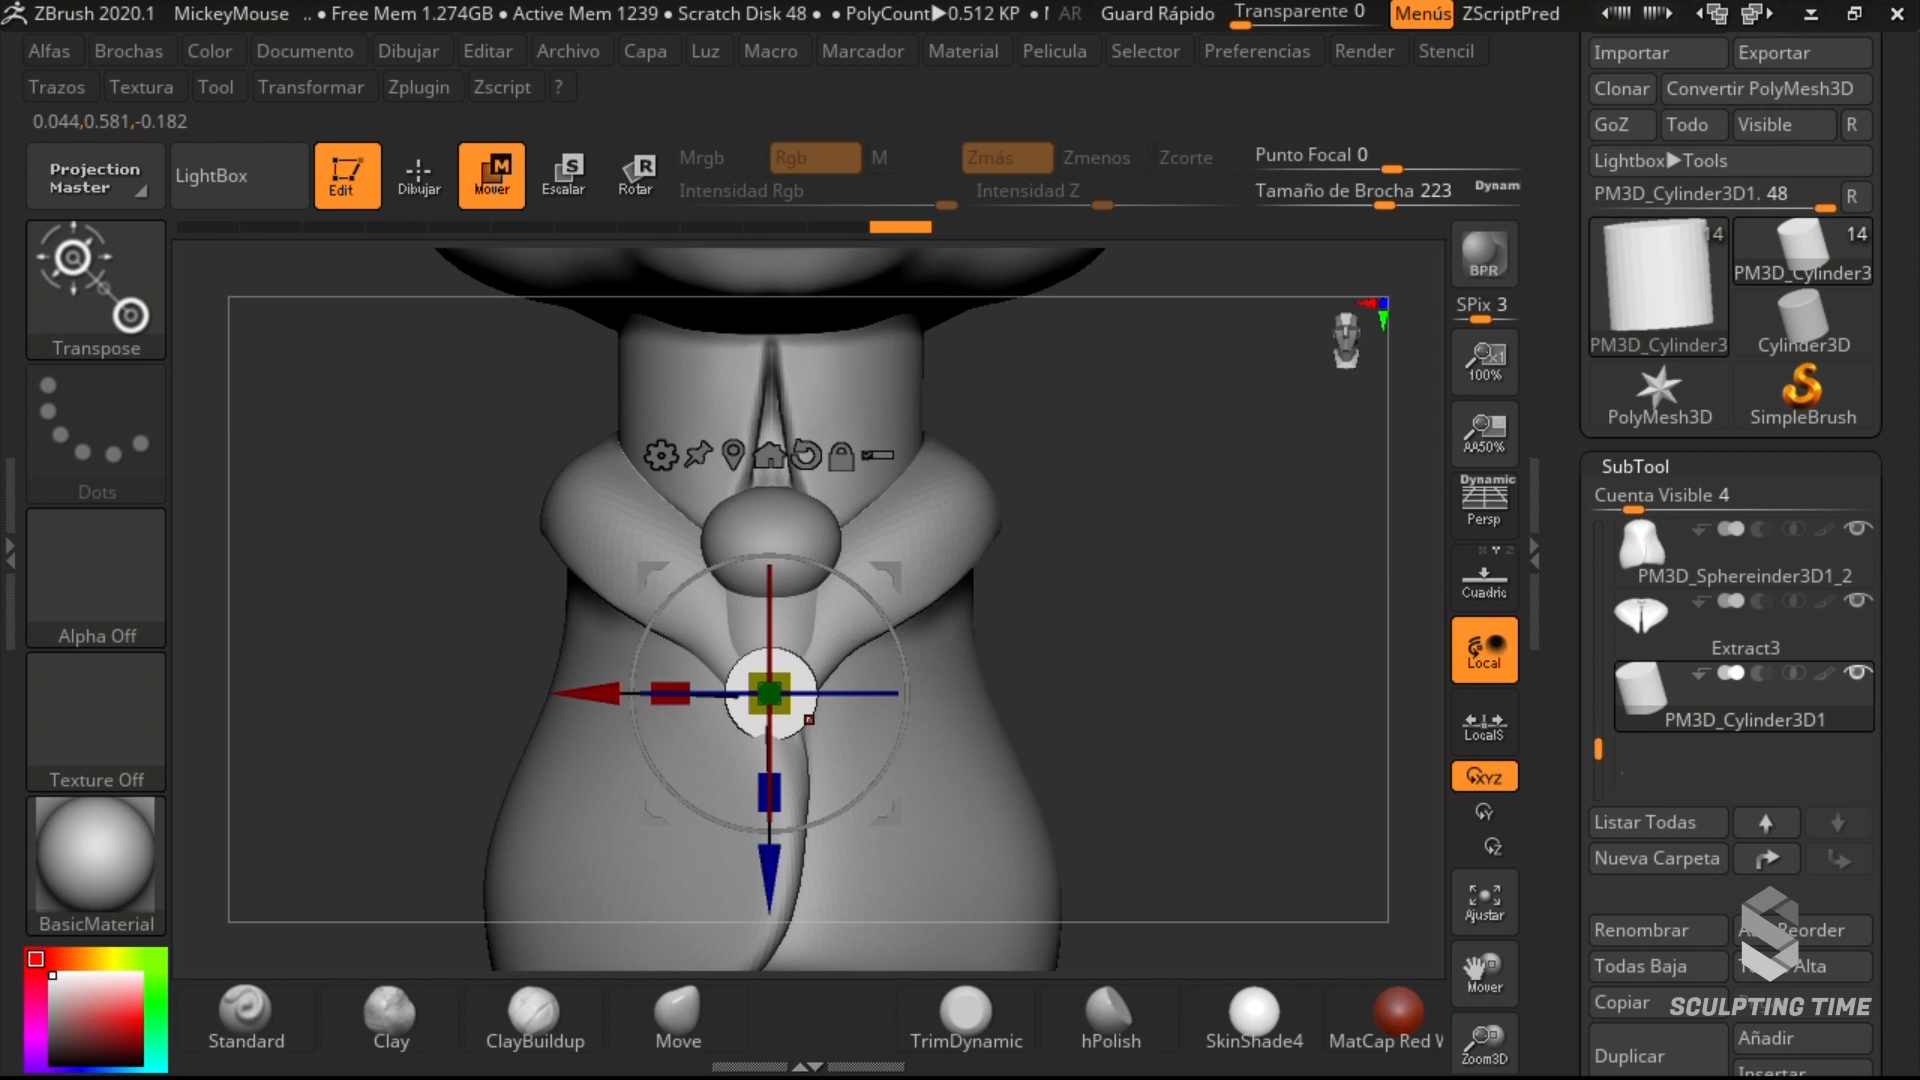 ZBrush 2020.1 MickeyMouse .. • Free Mem 1.274GB • Active Mem 1239 • Scratch Disk 48 • • PolyCount▶0.512 KP • AR Guard Rápido Transparente 0 Menús ZScriptPred
Alfas Brochas Color Documento Dibujar Editar Archivo Capa Luz Macro Marcador Material Pelicula Selector Preferencias Render Stencil
Trazos Textura Tool Transformar Zplugin Zscript ?
0.044,0.581,-0.182
Projection Master
LightBox
Edit
Dibujar
Mover
Escalar
Rotar
Mrgb Rgb M
Intensidad Rgb
Zmás Zmenos Zcorte
Intensidad Z
Punto Focal 0
Tamaño de Brocha 223 Dynami
Transpose
Dots
Alpha Off
Texture Off
BasicMaterial
BPR
SPix 3
100%
AA50%
Dynamic
Persp
Cuadric
Local
LocalS
XYZ
Y
Z
Ajustar
Mover
Zoom3D
Importar Exportar
Clonar Convertir PolyMesh3D
GoZ Todo Visible R
Lightbox▶Tools
PM3D_Cylinder3D1. 48 R
14
14
PM3D_Cylinder3
PM3D_Cylinder3 Cylinder3D
PolyMesh3D SimpleBrush
SubTool
Cuenta Visible 4
PM3D_Sphereinder3D1_2
Extract3
PM3D_Cylinder3D1
Listar Todas
Nueva Carpeta
Renombrar Reorder
Todas Baja Alta
Copiar
SCULPTING TIME
Duplicar Añadir
Insertar
Standard Clay ClayBuildup Move TrimDynamic hPolish SkinShade4 MatCap Red W